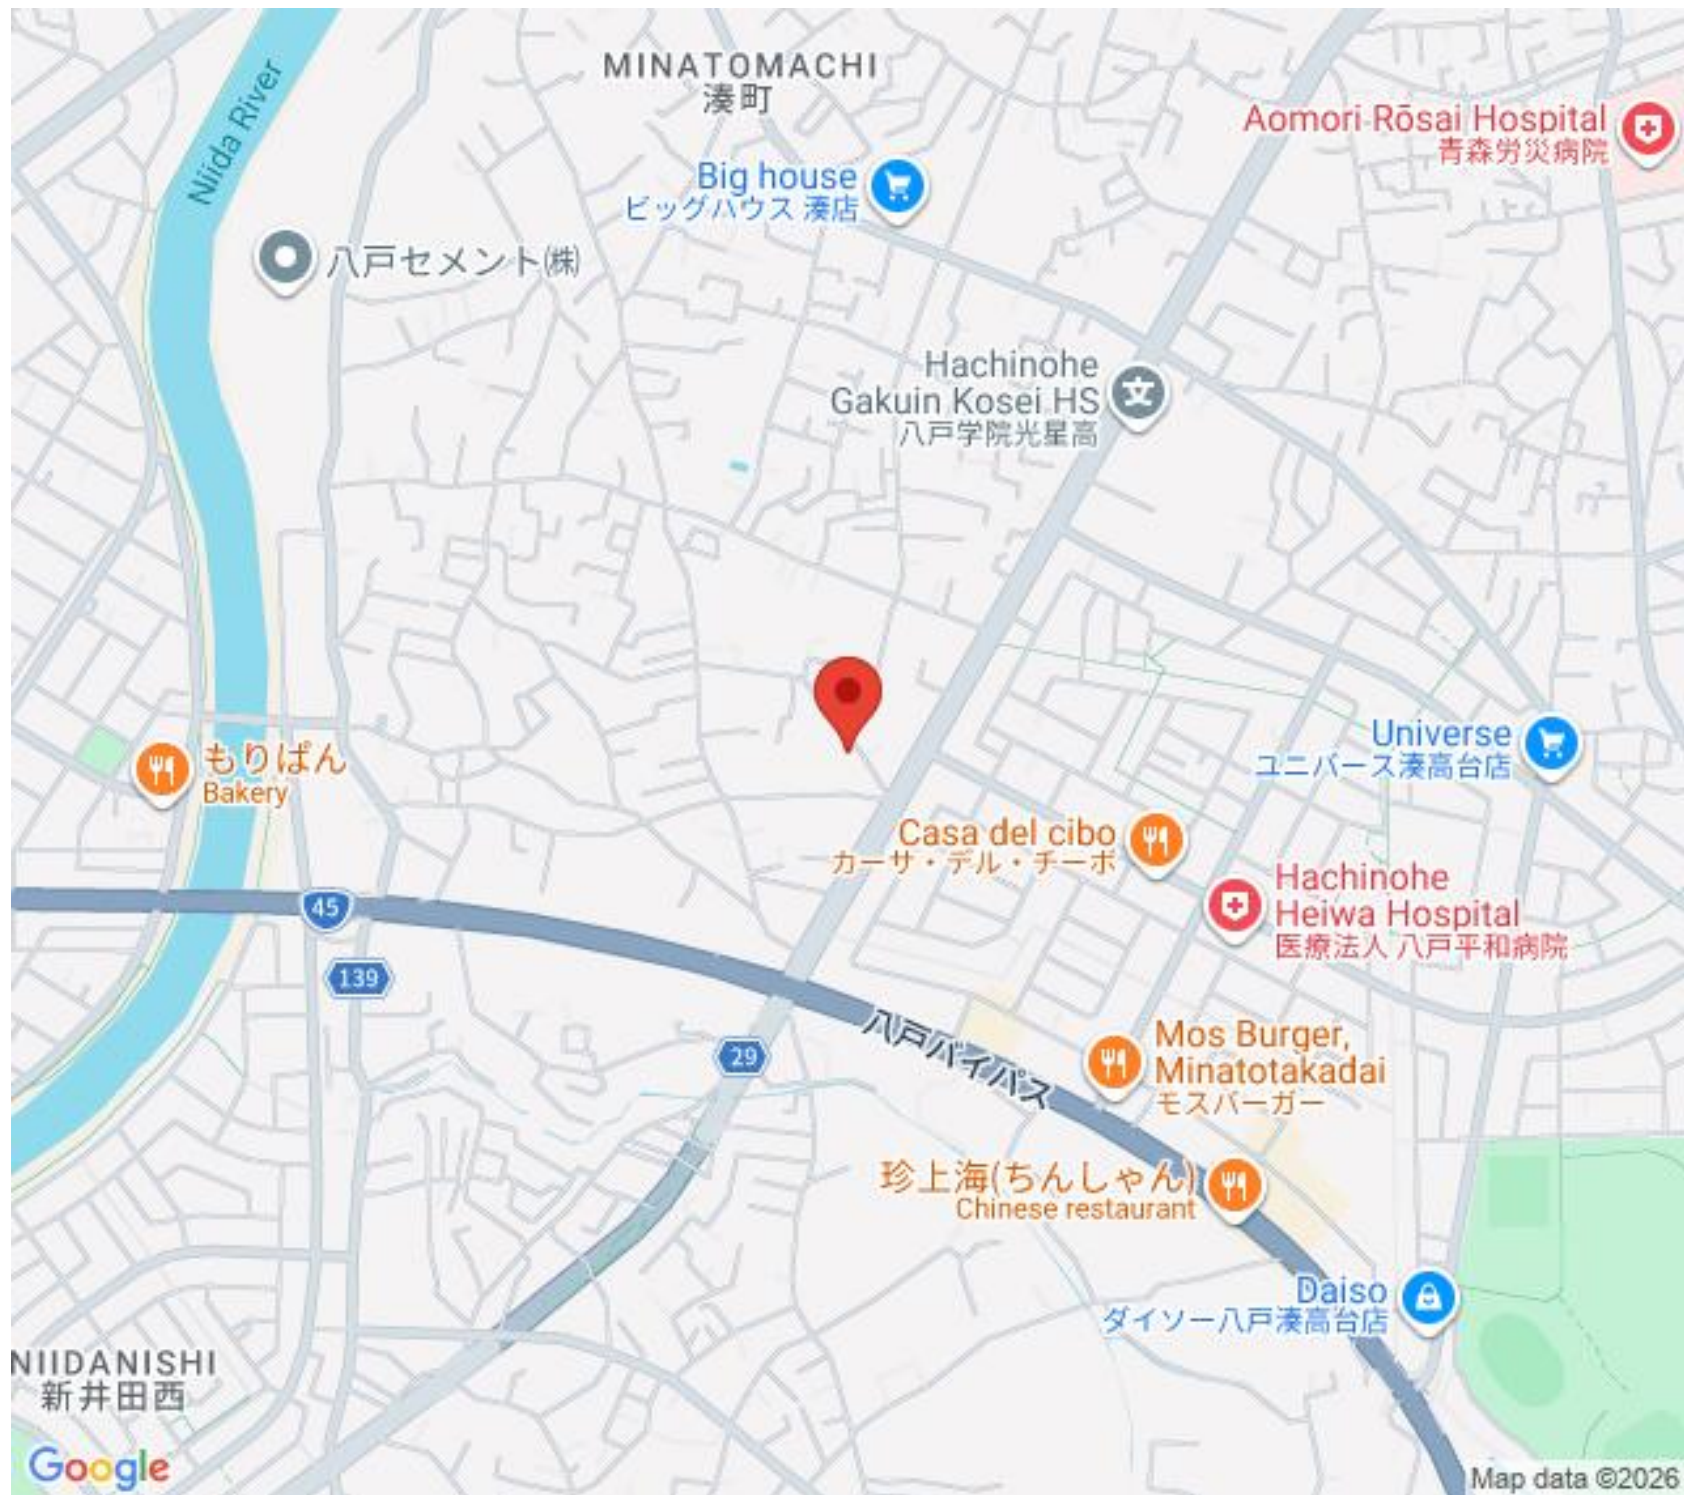 MINATOMACHI
湊町
Niida River
Aomori Rōsai Hospital
青森労災病院
Big house
ビッグハウス 湊店
八戸セメント㈱
Hachinohe
Gakuin Kosei HS
八戸学院光星高
Universe
ユニバース湊高台店
もりぱん
Bakery
Casa del cibo
カーサ・デル・チーボ
Hachinohe
Heiwa Hospital
医療法人 八戸平和病院
45
139
29
八戸バイパス
Mos Burger,
Minatotakadai
モスバーガー
珍上海(ちんしゃん)
Chinese restaurant
Daiso
ダイソー八戸湊高台店
NIIDANISHI
新井田西
Google
Map data ©2026